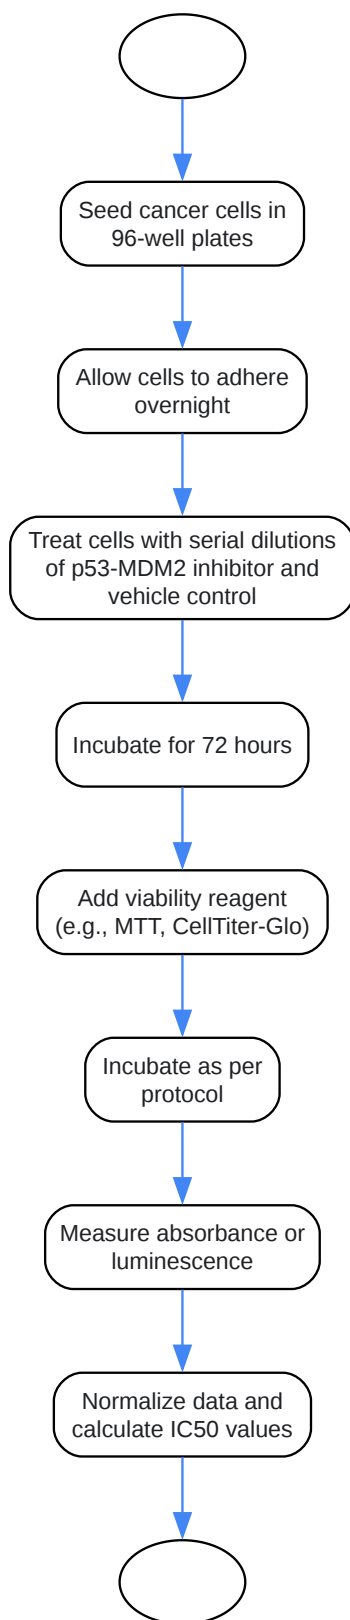 Seed cancer cells in
96-well plates
Allow cells to adhere
overnight
Treat cells with serial dilutions
of p53-MDM2 inhibitor and
vehicle control
Incubate for 72 hours
Add viability reagent
(e.g., MTT, CellTiter-Glo)
Incubate as per
protocol
Measure absorbance or
luminescence
Normalize data and
calculate IC50 values